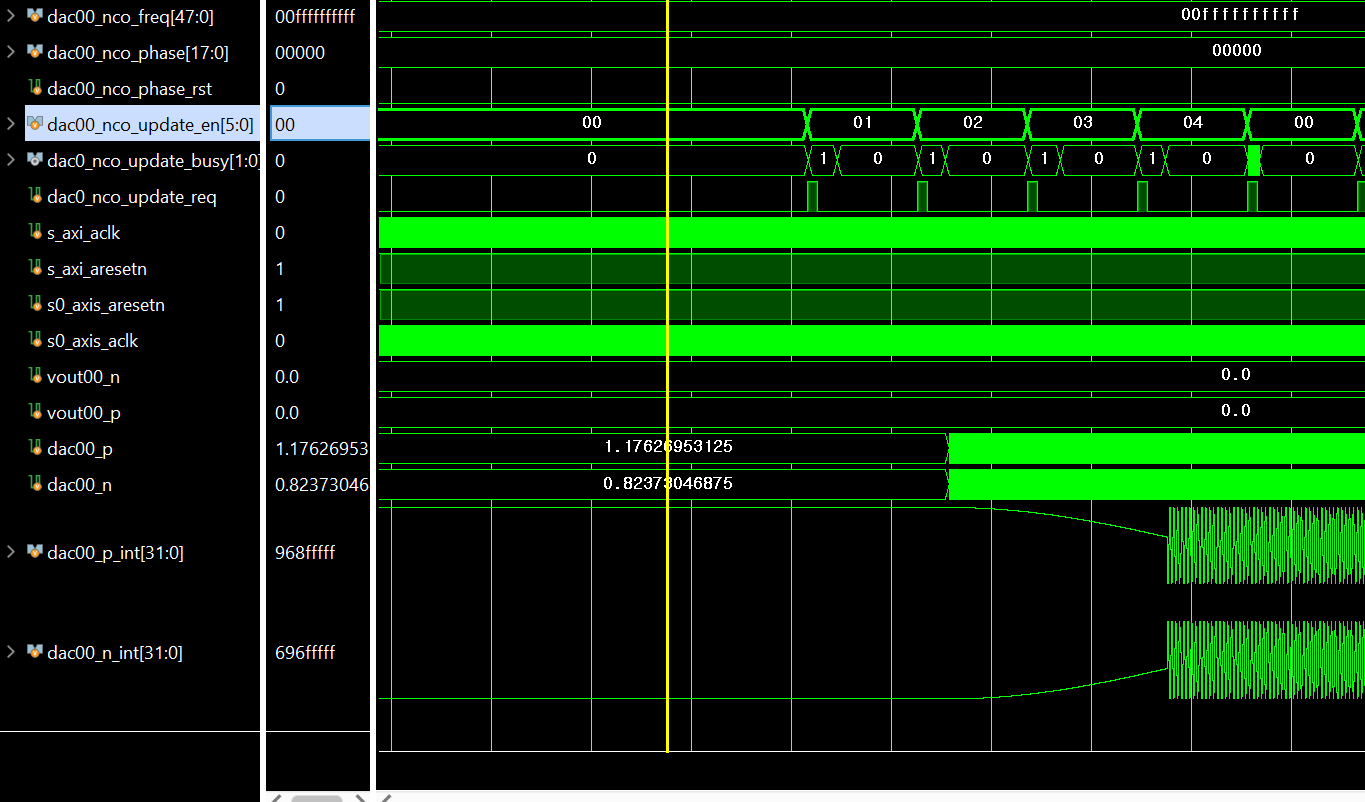 dac00_nco_freq[47:0] 00ffffffffff 00ffffffffff
dac00_nco_phase[17:0] 00000 00000
dac00_nco_phase_rst 0
dac00_nco_update_en[5:0] 00 00 01 02 03 04 00
dac0_nco_update_busy[1:0] 0 0 1 0 1 0 1 0 1 0 0
dac0_nco_update_req 0
s_axi_aclk 0
s_axi_aresetn 1
s0_axis_aresetn 1
s0_axis_aclk 0
vout00_n 0.0 0.0
vout00_p 0.0 0.0
dac00_p 1.17626953 1.17626953125
dac00_n 0.82373046 0.82373046875
dac00_p_int[31:0] 968fffff
dac00_n_int[31:0] 696fffff